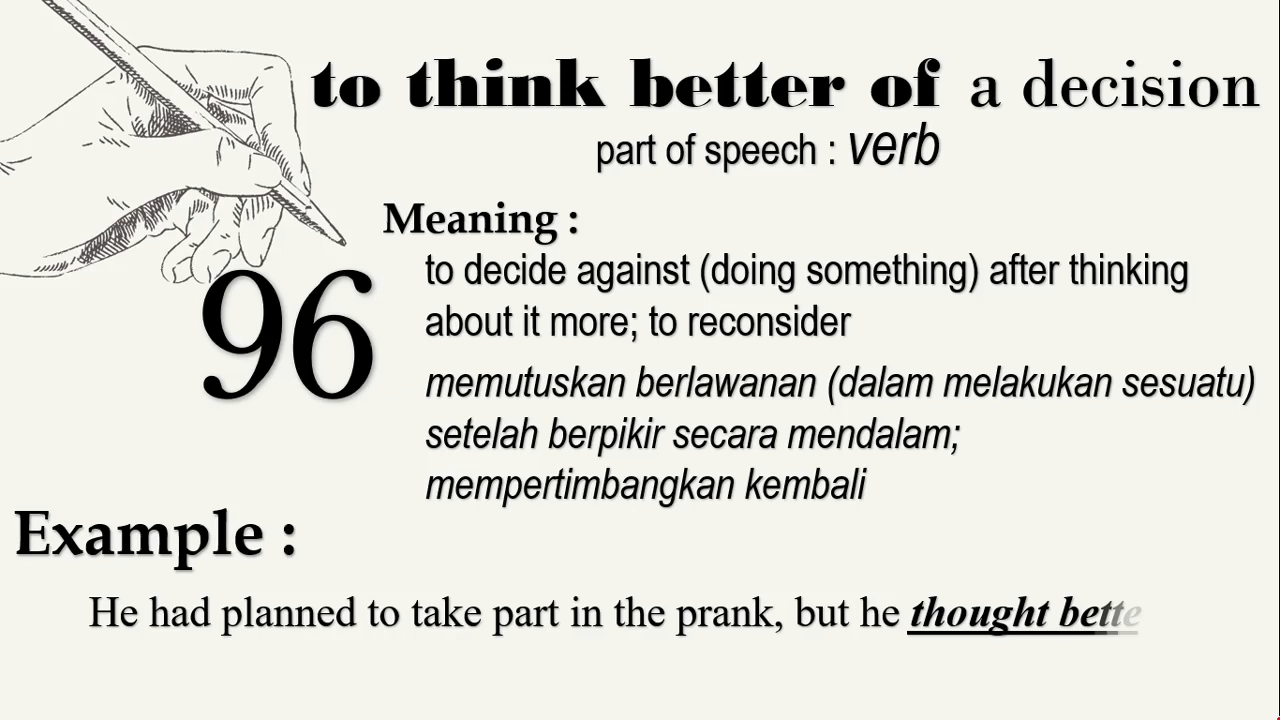 to think better of a decision
part of speech : verb
Meaning :
to decide against (doing something) after thinking
about it more; to reconsider
96
memutuskan berlawanan (dalam melakukan sesuatu)
setelah berpikir secara mendalam;
mempertimbangkan kembali
Example :
He had planned to take part in the prank, but he thought bette